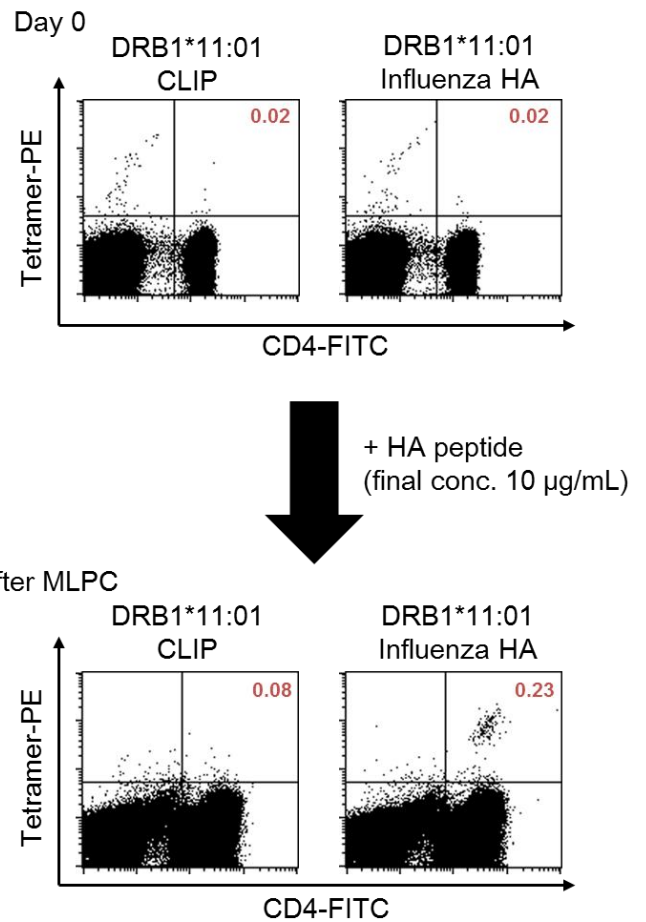 Day 0
DRB1*11:01
CLIP
DRB1*11:01
Influenza HA
0.02
0.02
Tetramer-PE
CD4-FITC
+ HA peptide
(final conc. 10 µg/mL)
fter MLPC
DRB1*11:01
CLIP
DRB1*11:01
Influenza HA
0.08
0.23
Tetramer-PE
CD4-FITC